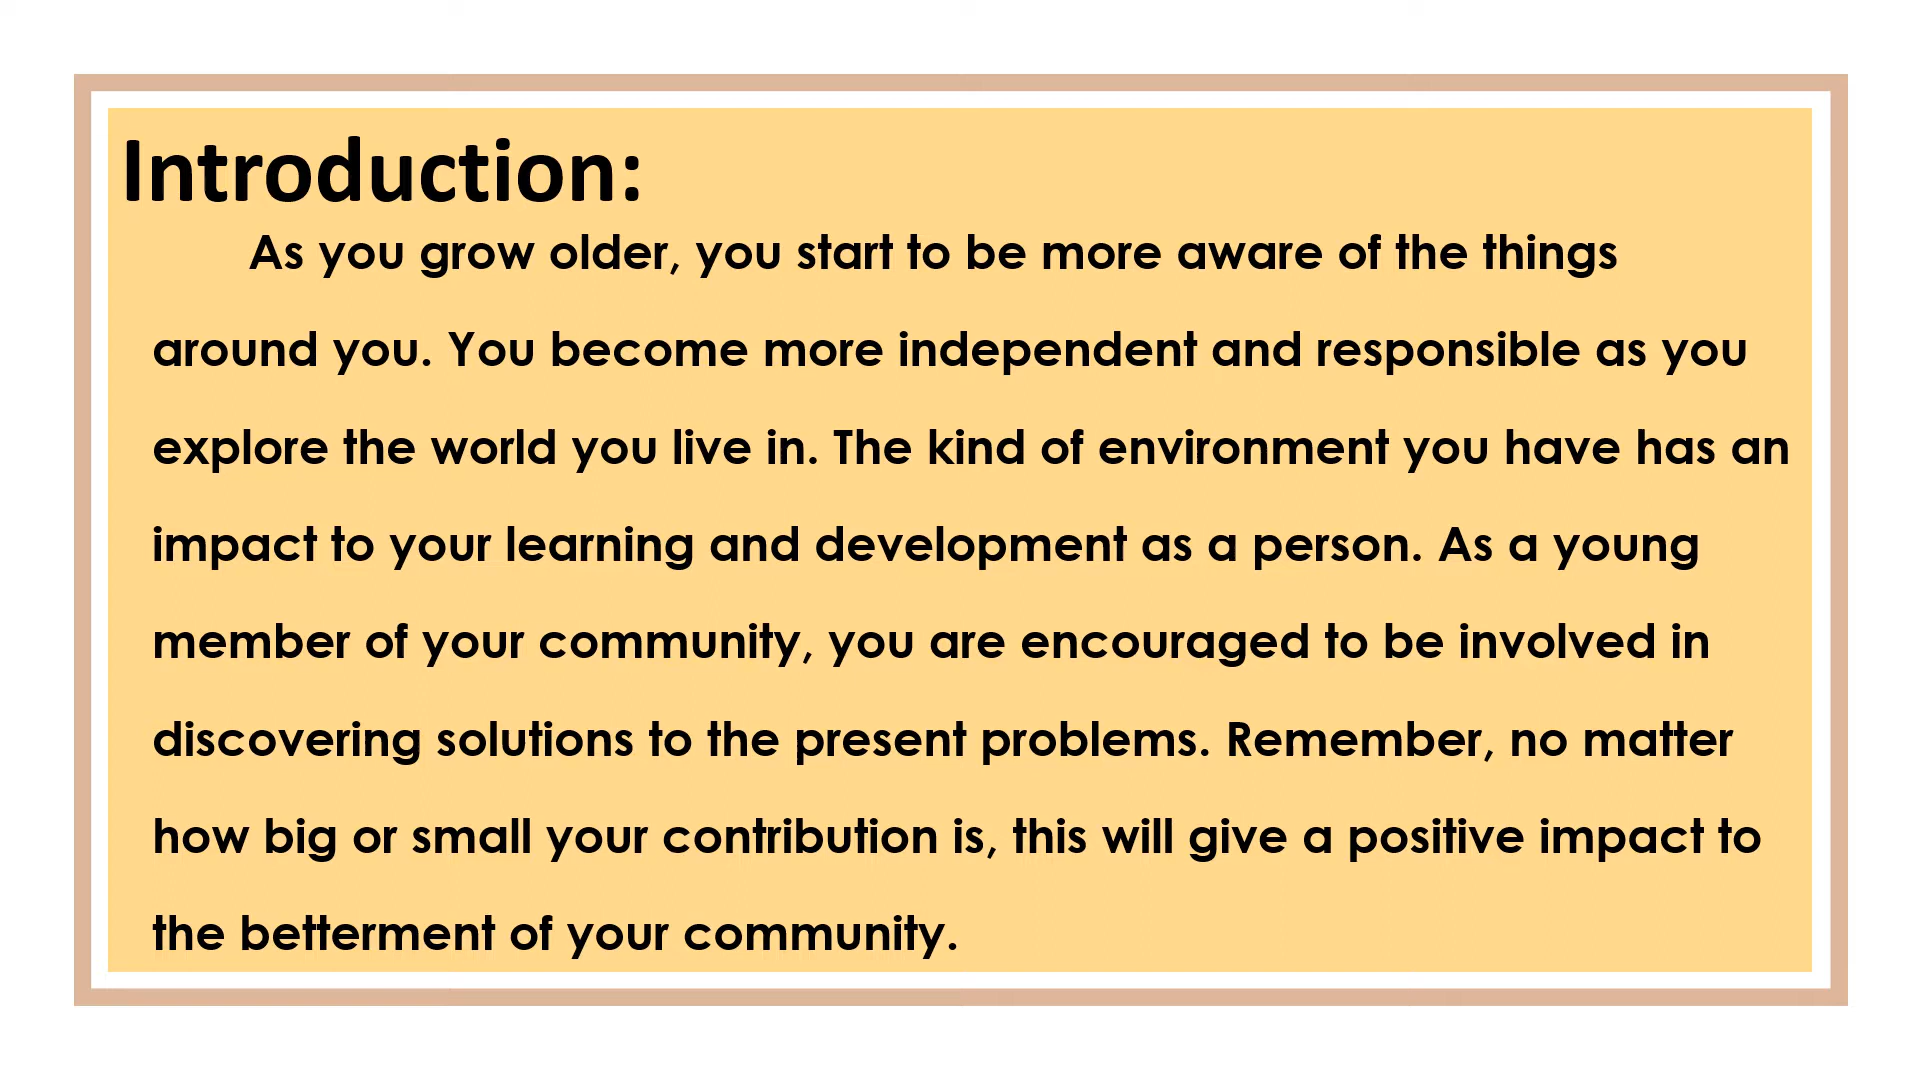 Introduction:
As you grow older, you start to be more aware of the things
around you. You become more independent and responsible as you
explore the world you live in. The kind of environment you have has an
impact to your learning and development as a person. As a young
member of your community, you are encouraged to be involved in
discovering solutions to the present problems. Remember, no matter
how big or small your contribution is, this will give a positive impact to
the betterment of your community.